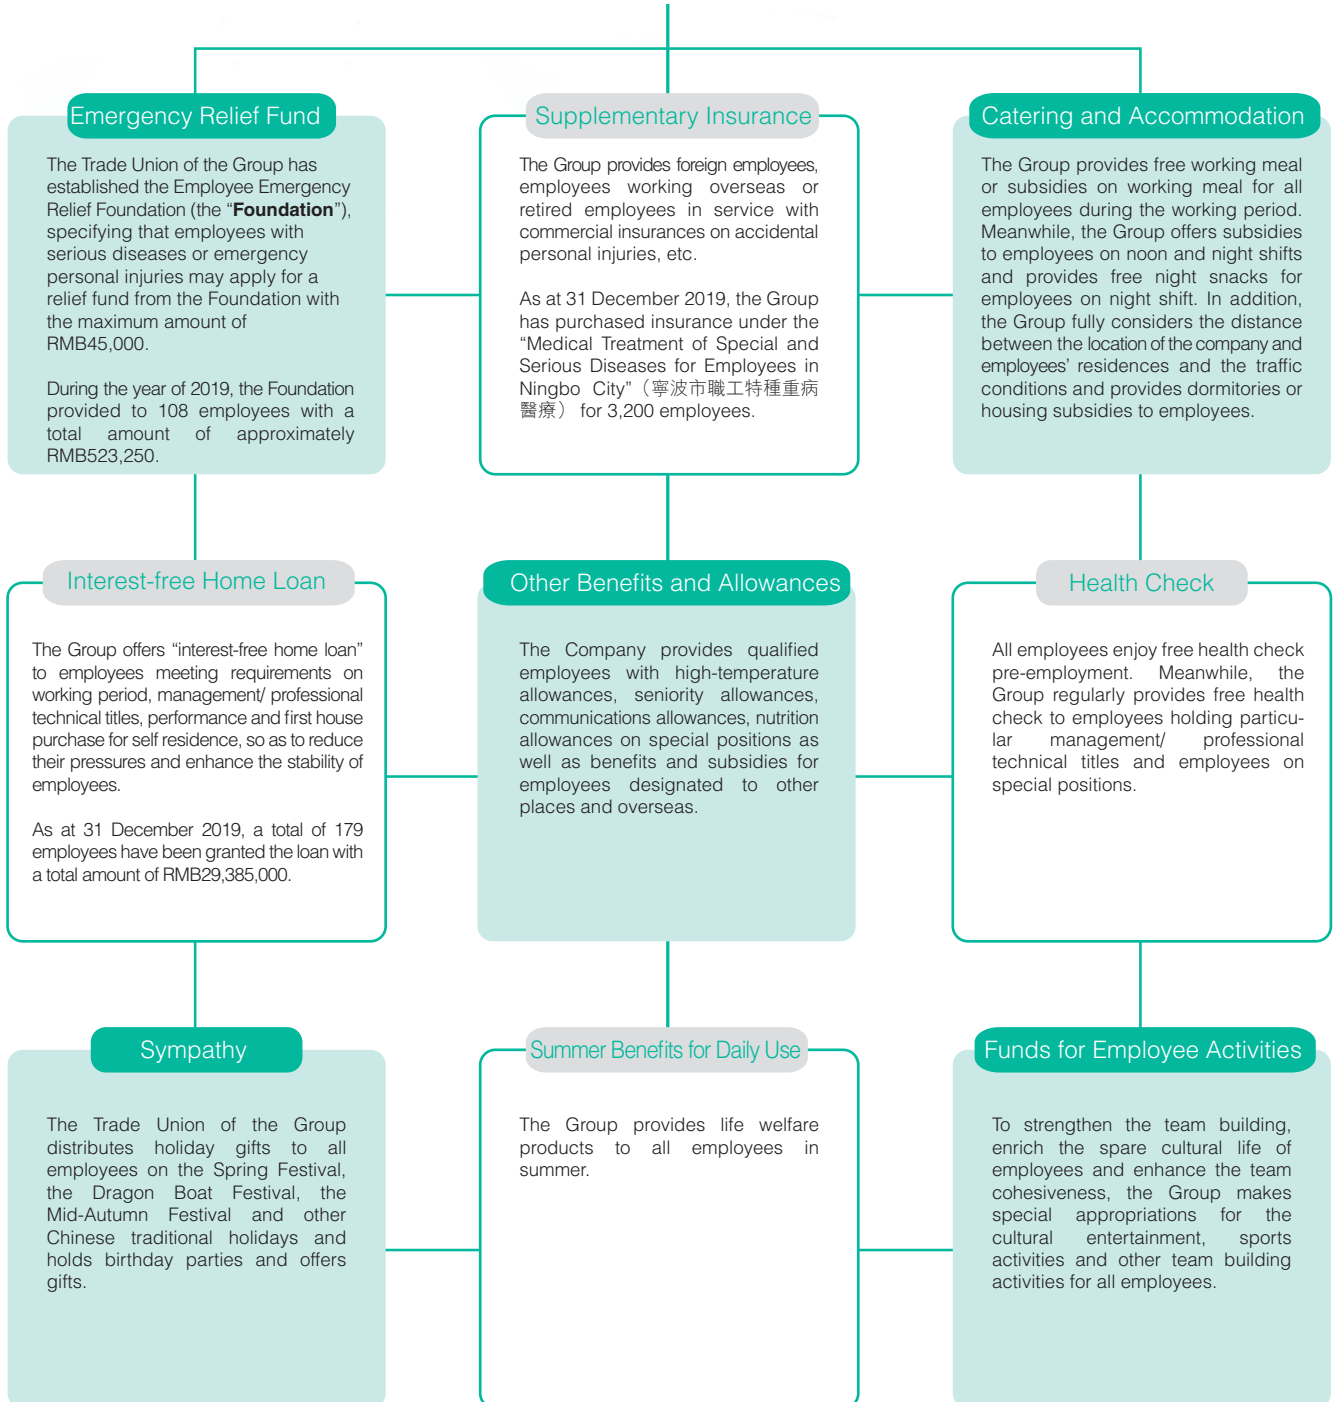 Emergency Relief Fund
The Trade Union of the Group has
established the Employee Emergency
Relief Foundation (the “Foundation”),
specifying that employees with
serious diseases or emergency
personal injuries may apply for a
relief fund from the Foundation with
the maximum amount of
RMB45,000.
During the year of 2019, the Foundation
provided to 108 employees with a
total amount of approximately
RMB523,250.
Supplementary Insurance
The Group provides foreign employees,
employees working overseas or
retired employees in service with
commercial insurances on accidental
personal injuries, etc.
As at 31 December 2019, the Group
has purchased insurance under the
“Medical Treatment of Special and
Serious Diseases for Employees in
Ningbo City”（寧波市職工特種重病
醫療） for 3,200 employees.
Catering and Accommodation
The Group provides free working meal
or subsidies on working meal for all
employees during the working period.
Meanwhile, the Group offers subsidies
to employees on noon and night shifts
and provides free night snacks for
employees on night shift. In addition,
the Group fully considers the distance
between the location of the company and
employees’ residences and the traffic
conditions and provides dormitories or
housing subsidies to employees.
Interest-free Home Loan
The Group offers “interest-free home loan”
to employees meeting requirements on
working period, management/ professional
technical titles, performance and first house
purchase for self residence, so as to reduce
their pressures and enhance the stability of
employees.
As at 31 December 2019, a total of 179
employees have been granted the loan with
a total amount of RMB29,385,000.
Other Benefits and Allowances
The Company provides qualified
employees with high-temperature
allowances, seniority allowances,
communications allowances, nutrition
allowances on special positions as
well as benefits and subsidies for
employees designated to other
places and overseas.
Health Check
All employees enjoy free health check
pre-employment. Meanwhile, the
Group regularly provides free health
check to employees holding particu-
lar management/ professional
technical titles and employees on
special positions.
Sympathy
The Trade Union of the Group
distributes holiday gifts to all
employees on the Spring Festival,
the Dragon Boat Festival, the
Mid-Autumn Festival and other
Chinese traditional holidays and
holds birthday parties and offers
gifts.
Summer Benefits for Daily Use
The Group provides life welfare
products to all employees in
summer.
Funds for Employee Activities
To strengthen the team building,
enrich the spare cultural life of
employees and enhance the team
cohesiveness, the Group makes
special appropriations for the
cultural entertainment, sports
activities and other team building
activities for all employees.